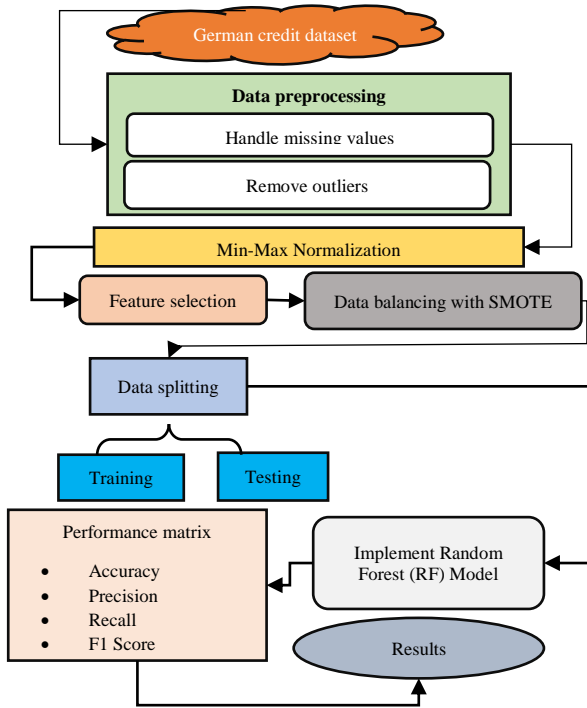 German credit dataset
Data preprocessing
Handle missing values
Remove outliers
Min-Max Normalization
Feature selection
Data balancing with SMOTE
Data splitting
Training
Testing
Performance matrix
• Accuracy
• Precision
• Recall
• F1 Score
Implement Random
Forest (RF) Model
Results